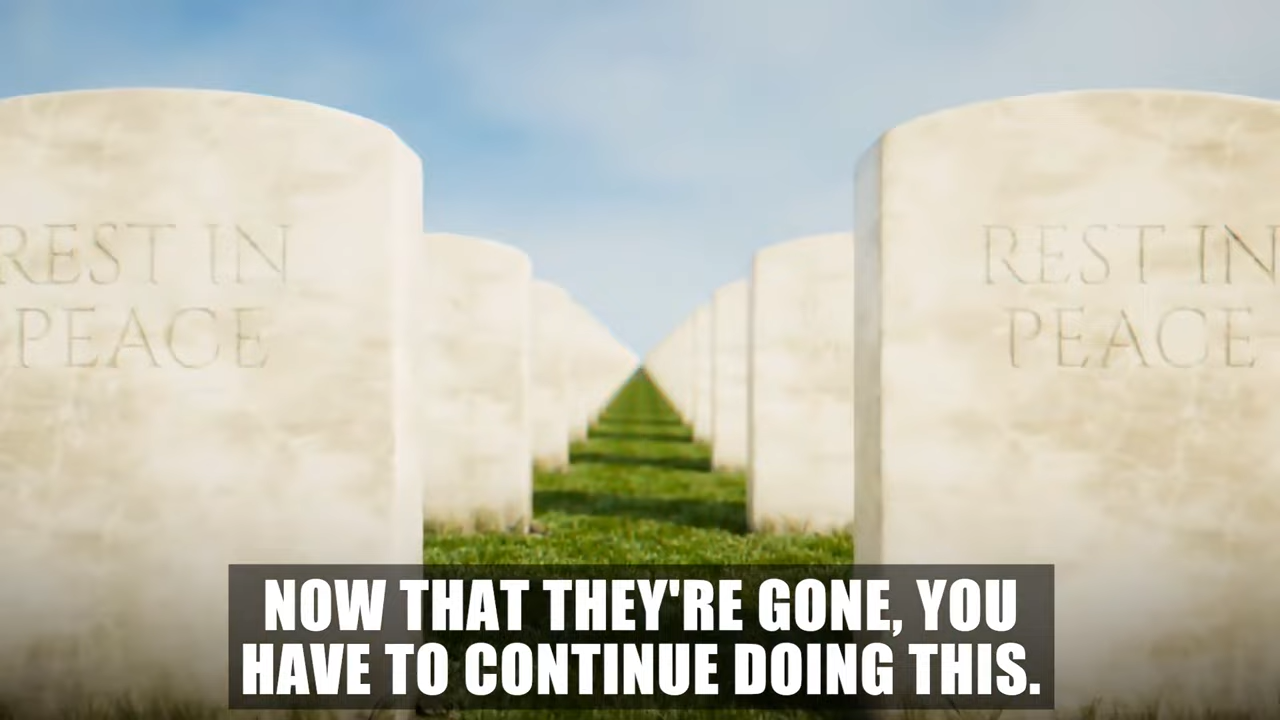 REST IN
PEACE
REST IN
PEACE
NOW THAT THEY'RE GONE, YOU
HAVE TO CONTINUE DOING THIS.